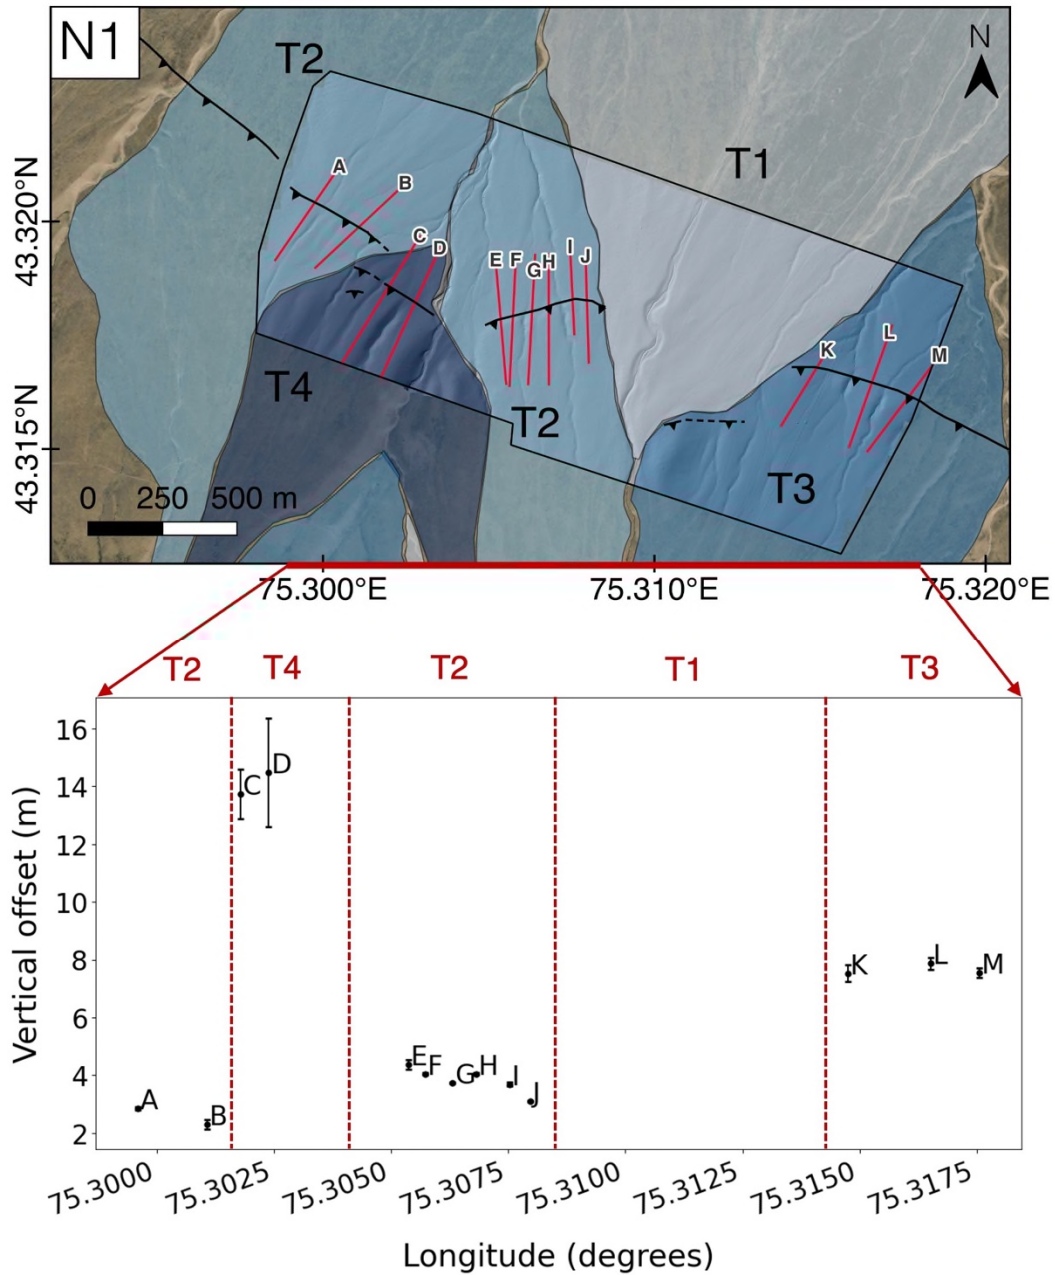 N1
N
T2
T1
A
B
C
D
E
F
G
H
I
J
K
L
M
T4
T2
T3
43.320°N
43.315°N
0 250 500 m
75.300°E 75.310°E 75.320°E
T2 T4 T2 T1 T3
Vertical offset (m)
16
14
12
10
8
6
4
2
A
B
C
D
E
F
G
H
I
J
K
L
M
75.3000 75.3025 75.3050 75.3075 75.3100 75.3125 75.3150 75.3175
Longitude (degrees)